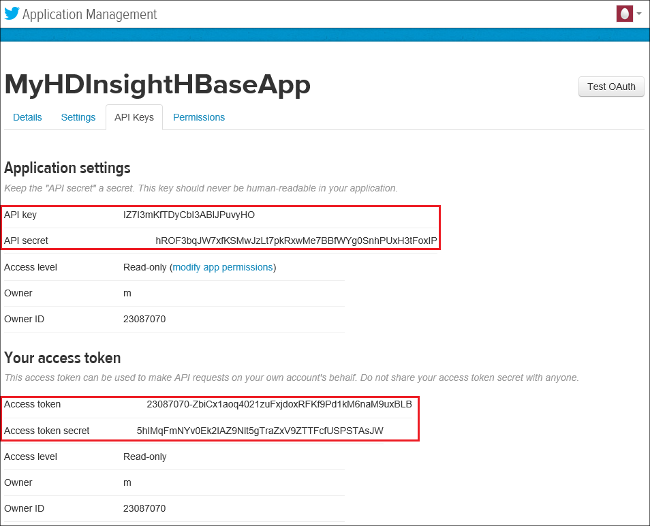 Application Management
MyHDInsightHBaseApp
Test OAuth
Details Settings API Keys Permissions
Application settings
Keep the "API secret" a secret. This key should never be human-readable in your application.
API key IZ7I3mKfTDyCbI3ABlJPuvyHO
API secret hROF3bqJW7xfKSMwJzLt7pkRxwMe7BBfWYg0SnhPUxH3tFoxIP
Access level Read-only (modify app permissions)
Owner m
Owner ID 23087070
Your access token
This access token can be used to make API requests on your own account's behalf. Do not share your access token secret with anyone.
Access token 23087070-ZbiCx1aoq4021zuFxjdoxRFKf9Pd1kM6naM9uxBLB
Access token secret 5hIMqFmNYv0Ek2IAZ9Nlt5gTraZxV9ZTTFcfUSPSTAsJW
Access level Read-only
Owner m
Owner ID 23087070